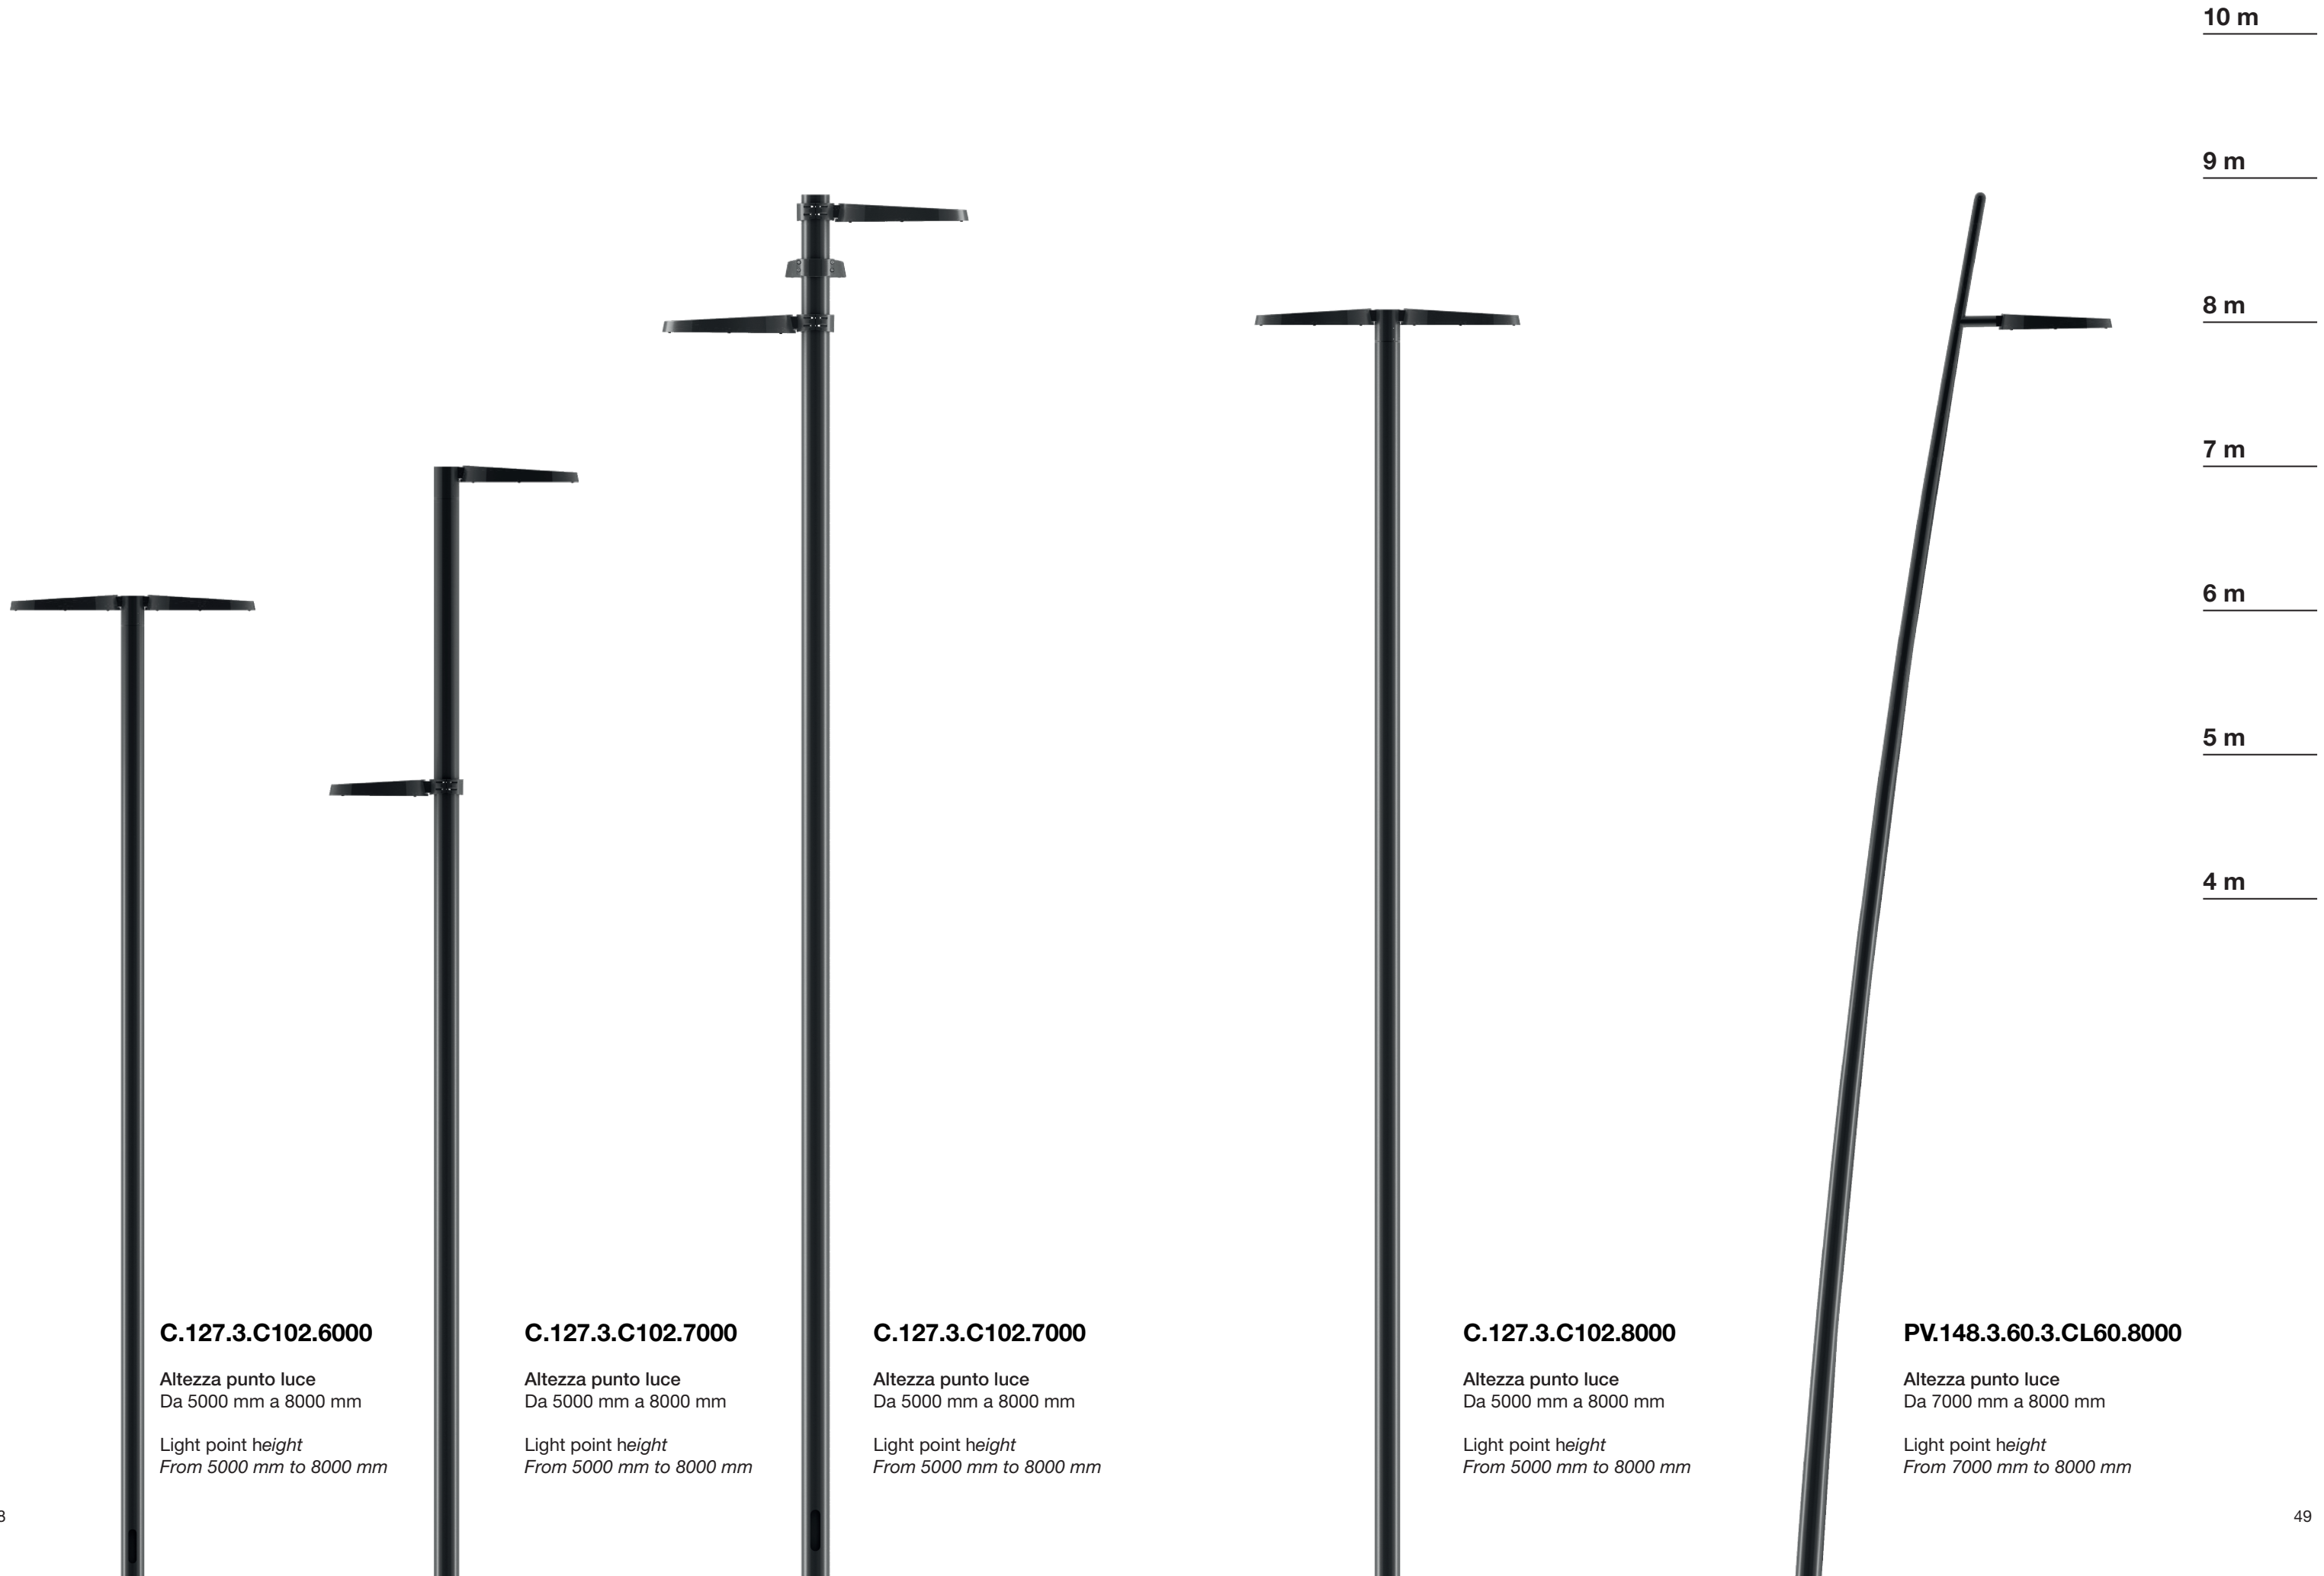 10 m
9 m
8 m
7 m
6 m
5 m
4 m
C.127.3.C102.6000
Altezza punto luce
Da 5000 mm a 8000 mm
Light point height
From 5000 mm to 8000 mm
C.127.3.C102.7000
Altezza punto luce
Da 5000 mm a 8000 mm
Light point height
From 5000 mm to 8000 mm
C.127.3.C102.7000
Altezza punto luce
Da 5000 mm a 8000 mm
Light point height
From 5000 mm to 8000 mm
C.127.3.C102.8000
Altezza punto luce
Da 5000 mm a 8000 mm
Light point height
From 5000 mm to 8000 mm
PV.148.3.60.3.CL60.8000
Altezza punto luce
Da 7000 mm a 8000 mm
Light point height
From 7000 mm to 8000 mm
49